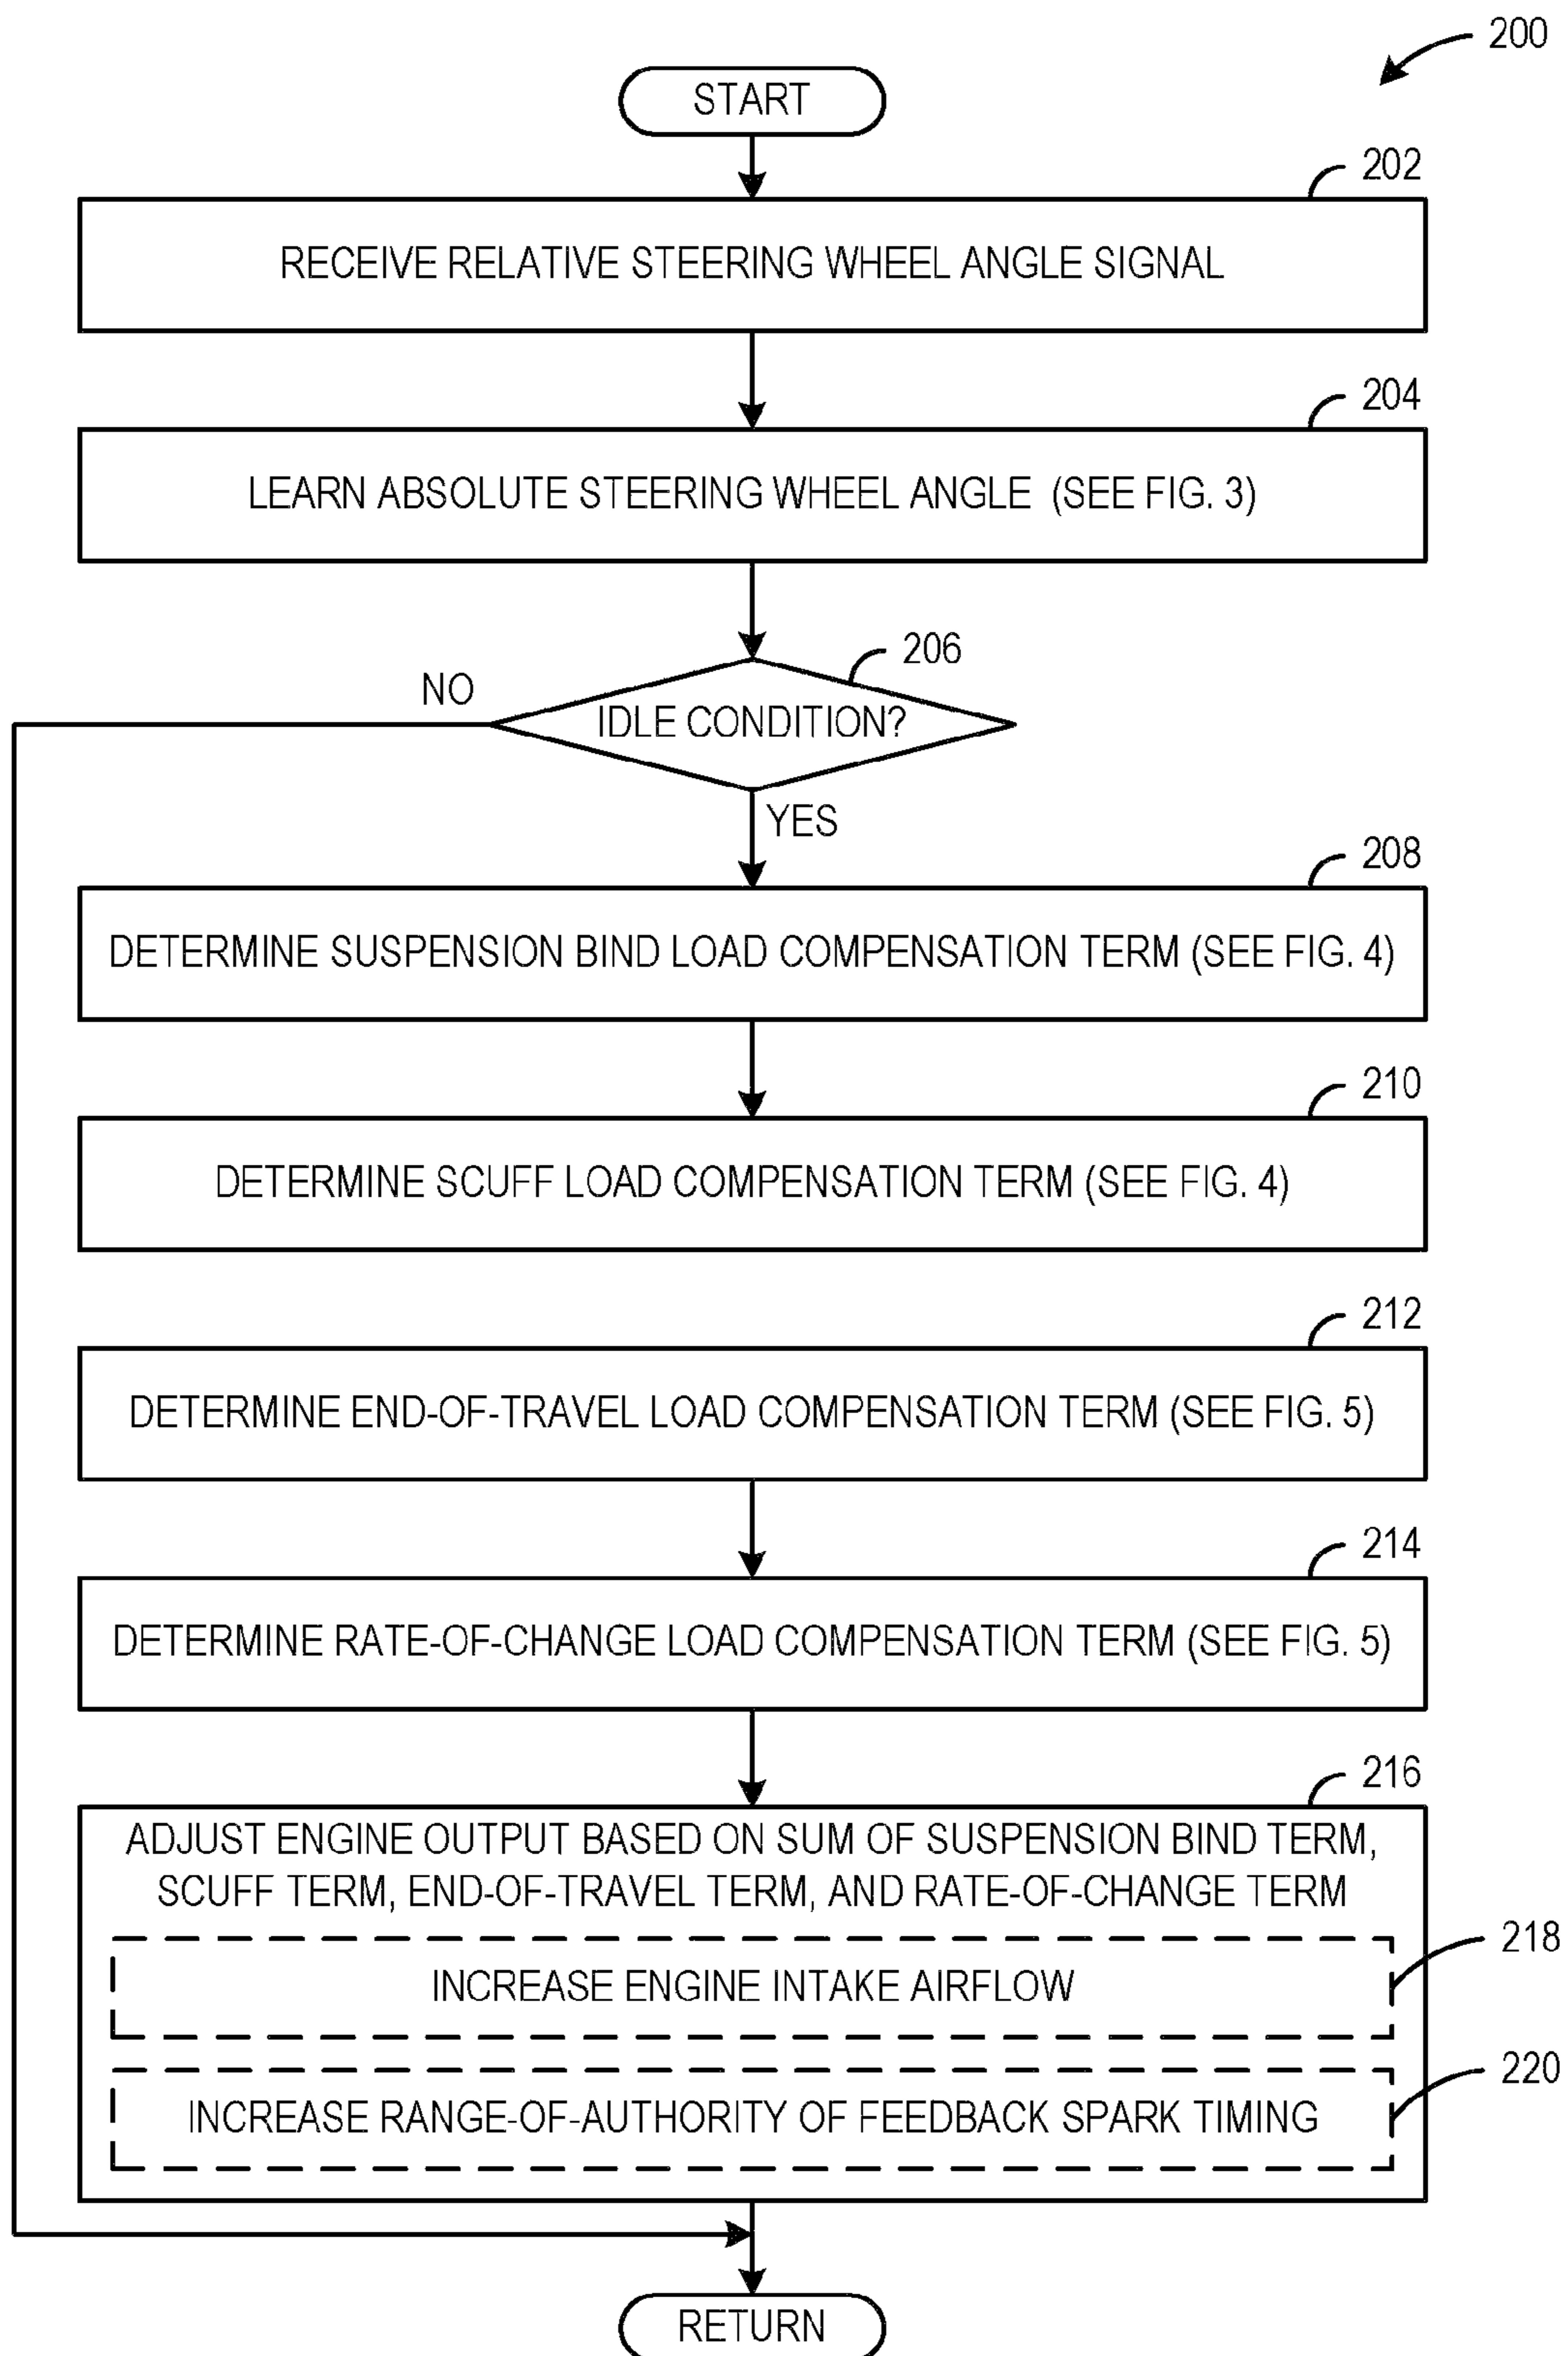 200
START
202
RECEIVE RELATIVE STEERING WHEEL ANGLE SIGNAL
204
LEARN ABSOLUTE STEERING WHEEL ANGLE (SEE FIG. 3)
206
NO
IDLE CONDITION?
YES
208
DETERMINE SUSPENSION BIND LOAD COMPENSATION TERM (SEE FIG. 4)
210
DETERMINE SCUFF LOAD COMPENSATION TERM (SEE FIG. 4)
212
DETERMINE END-OF-TRAVEL LOAD COMPENSATION TERM (SEE FIG. 5)
214
DETERMINE RATE-OF-CHANGE LOAD COMPENSATION TERM (SEE FIG. 5)
216
ADJUST ENGINE OUTPUT BASED ON SUM OF SUSPENSION BIND TERM,
SCUFF TERM, END-OF-TRAVEL TERM, AND RATE-OF-CHANGE TERM
218
INCREASE ENGINE INTAKE AIRFLOW
220
INCREASE RANGE-OF-AUTHORITY OF FEEDBACK SPARK TIMING
RETURN